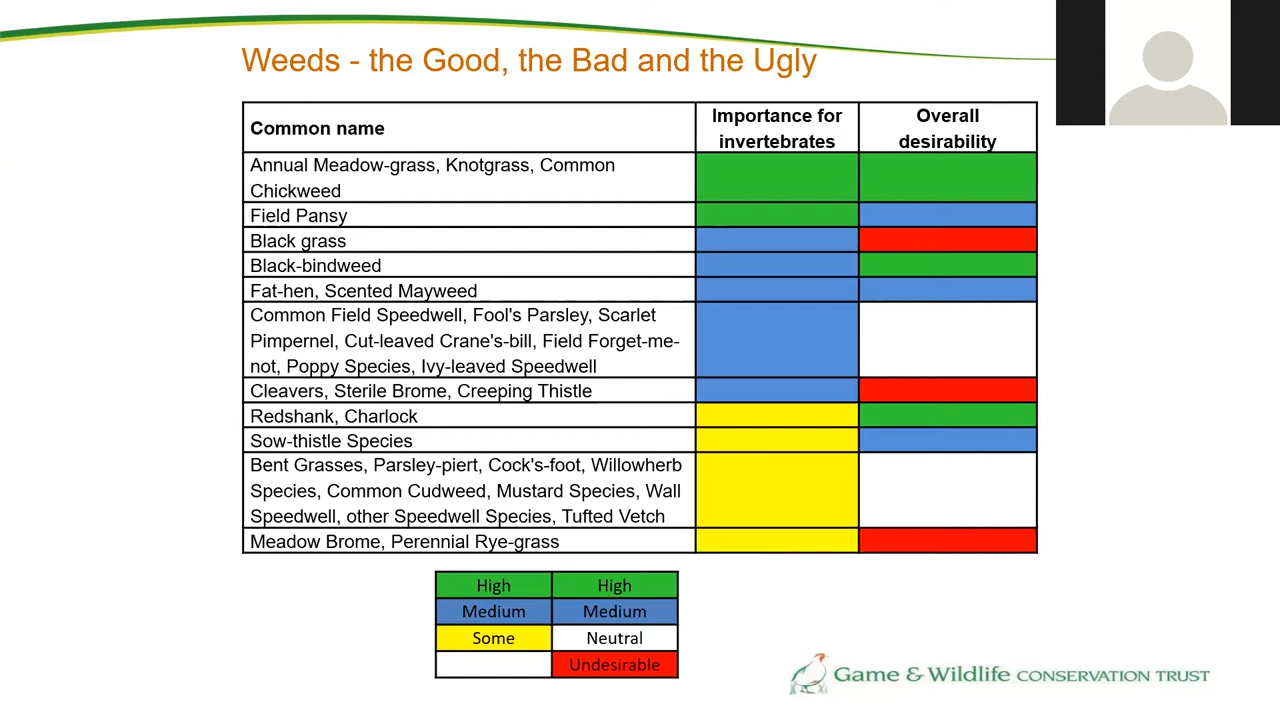 Weeds - the Good, the Bad and the Ugly
Common name
Importance for
invertebrates
Overall
desirability
Annual Meadow-grass, Knotgrass, Common
Chickweed
Field Pansy
Black grass
Black-bindweed
Fat-hen, Scented Mayweed
Common Field Speedwell, Fool's Parsley, Scarlet
Pimpernel, Cut-leaved Crane's-bill, Field Forget-me-
not, Poppy Species, Ivy-leaved Speedwell
Cleavers, Sterile Brome, Creeping Thistle
Redshank, Charlock
Sow-thistle Species
Bent Grasses, Parsley-piert, Cock's-foot, Willowherb
Species, Common Cudweed, Mustard Species, Wall
Speedwell, other Speedwell Species, Tufted Vetch
Meadow Brome, Perennial Rye-grass
High High
Medium Medium
Some Neutral
Undesirable
Game & Wildlife CONSERVATION TRUST